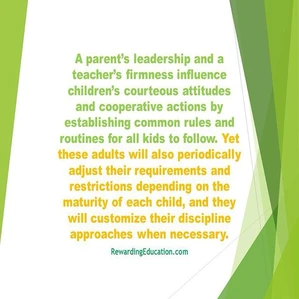 A parent's leadership and a
teacher's firmness influence
children's courteous attitudes
and cooperative actions by
establishing common rules and
routines for all kids to follow. Yet
these adults will also periodically
adjust their requirements and
restrictions depending on the
maturity of each child, and they
will customize their discipline
approaches when necessary.
RewardingEducation.com